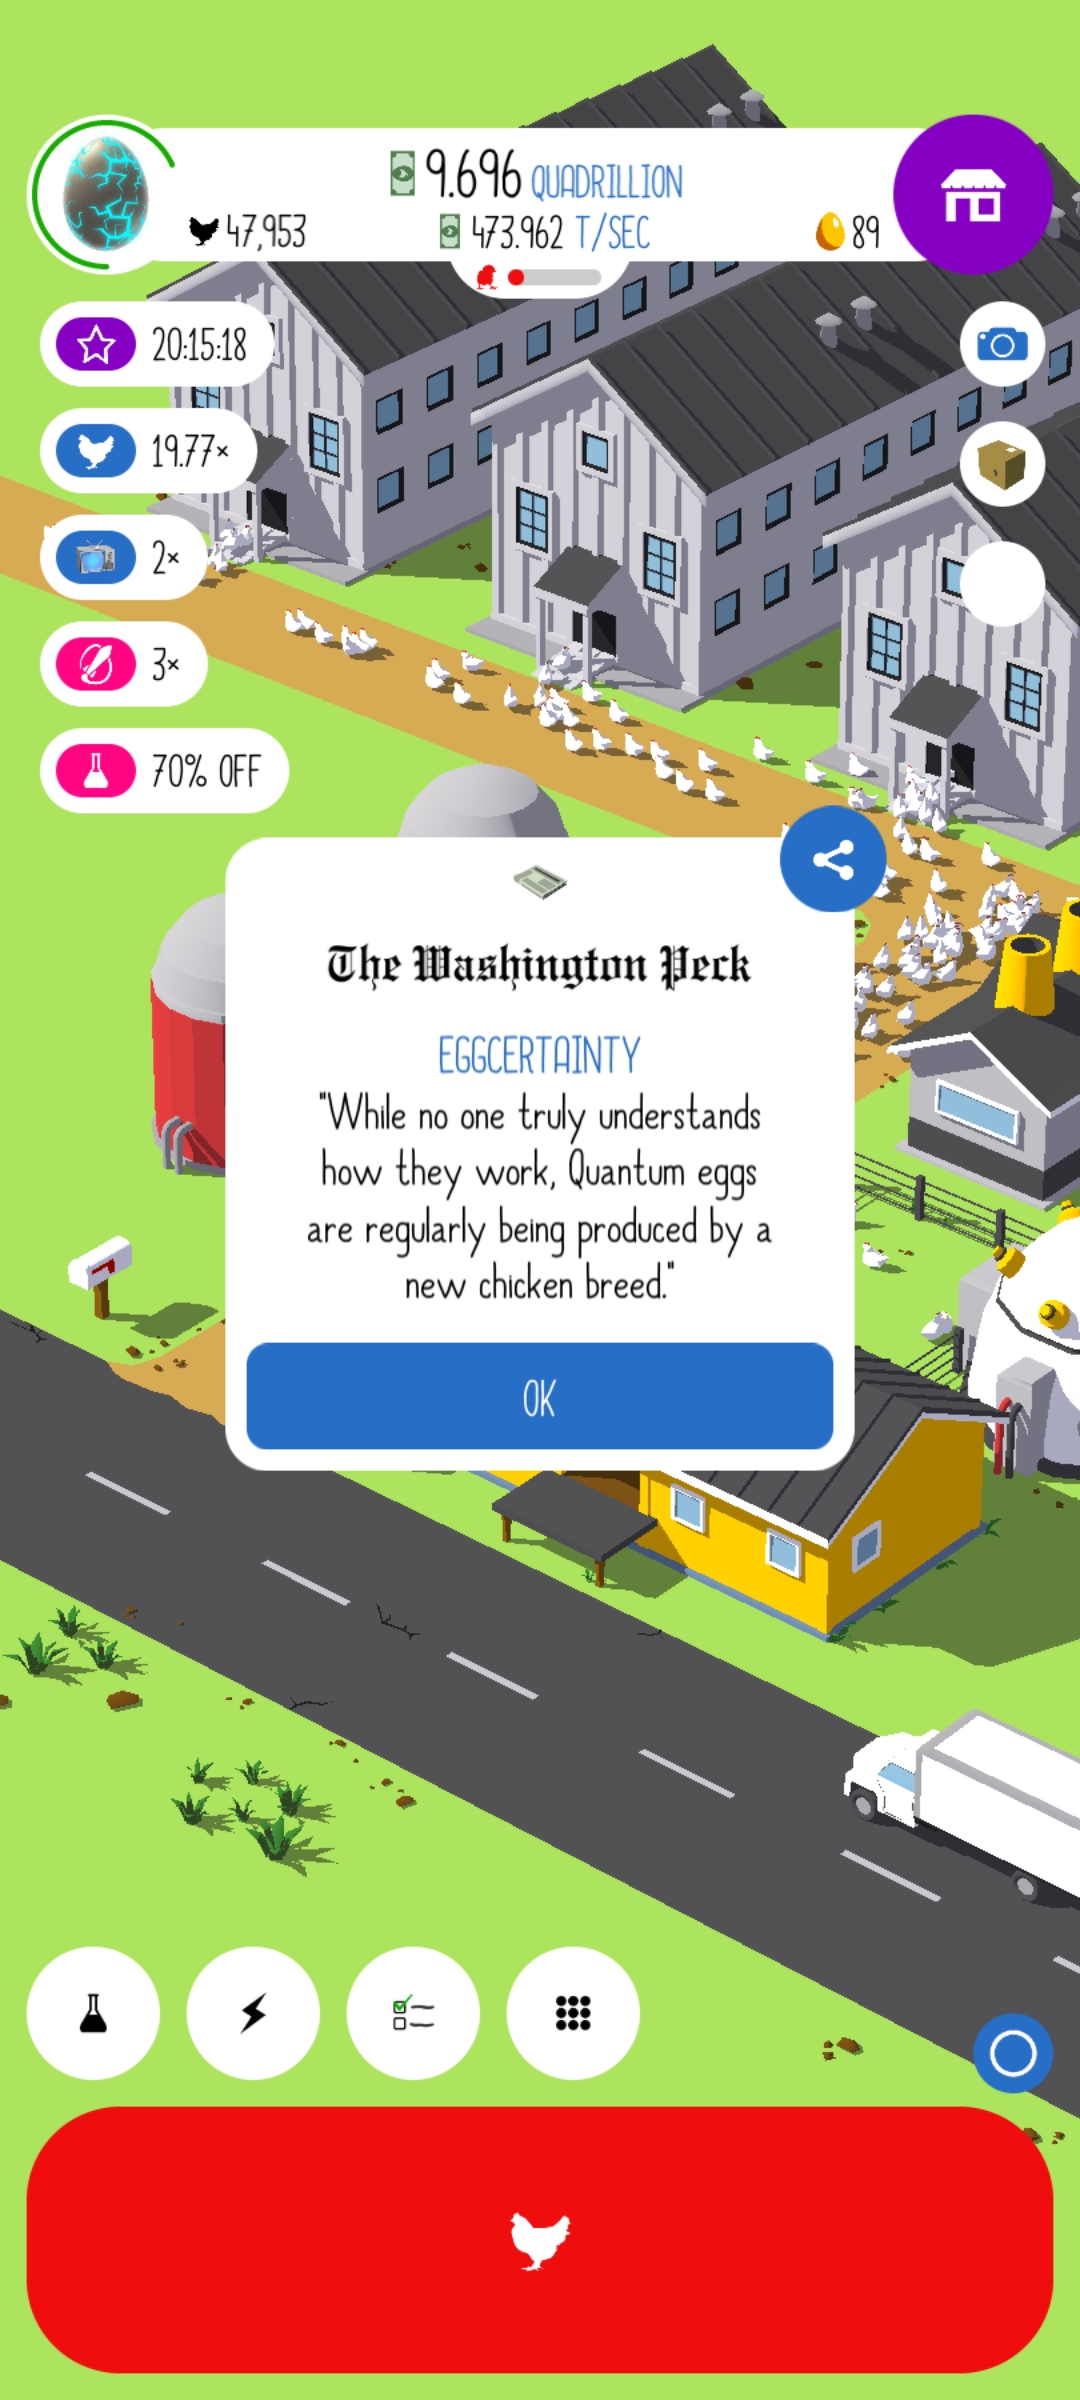 9.696 QUADRILLION
47,953
473.962 T/SEC
89
20:15:18
19.77×
2×
3×
70% OFF
The Washington Peck
EGGCERTAINTY
"While no one truly understands
how they work, Quantum eggs
are regularly being produced by a
new chicken breed."
OK